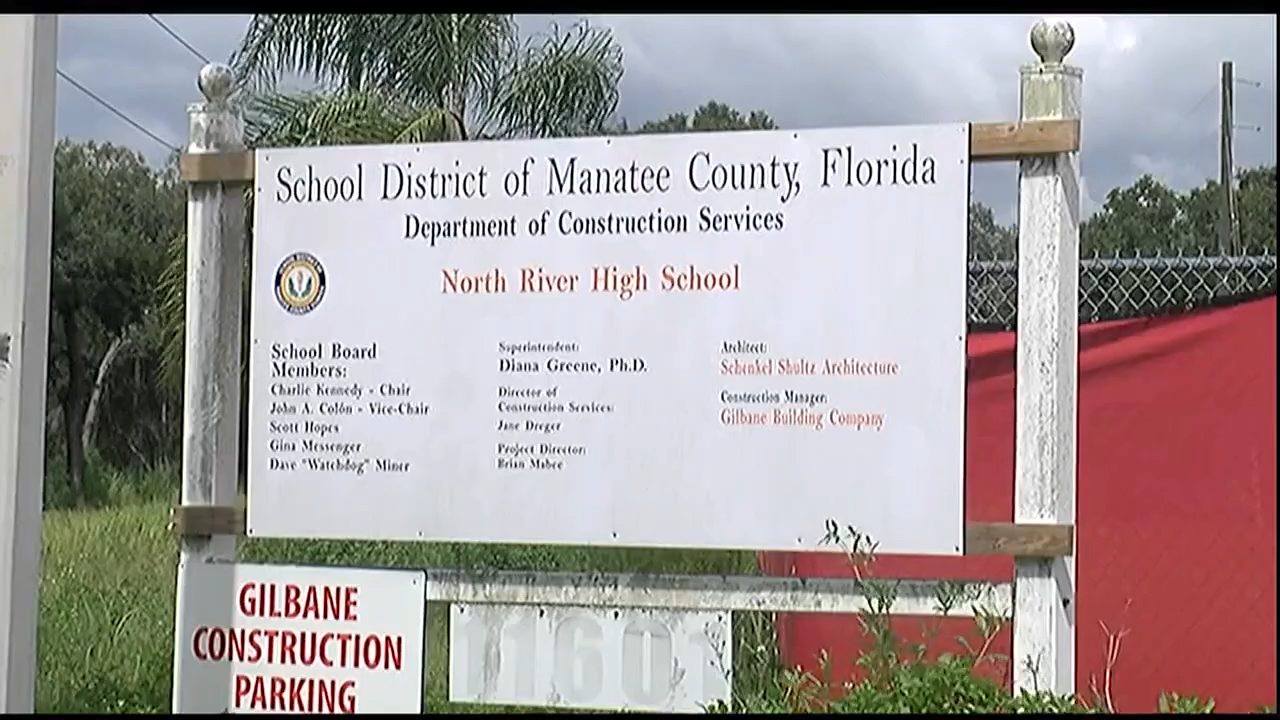 School District of Manatee County, Florida
Department of Construction Services
North River High School
School Board
Members:
Charlie Kennedy - Chair
John A. Colón - Vice-Chair
Scott Hopes
Gina Messenger
Dave "Watchdog" Miner
Superintendent:
Diana Greene, Ph.D.
Director of
Construction Services:
Jane Dreger
Project Director:
Brian Mabee
Architect:
Schenkel Shultz Architecture
Construction Manager:
Gilbane Building Company
GILBANE
CONSTRUCTION
PARKING
11601